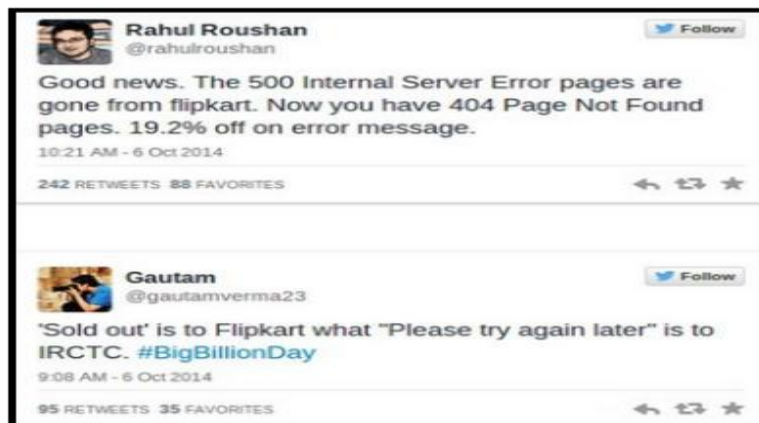 Rahul Roushan
Follow
@rahulroushan
Good news. The 500 Internal Server Error pages are
gone from flipkart. Now you have 404 Page Not Found
pages. 19.2% off on error message.
10:21 AM - 6 Oct 2014
242 RETWEETS 88 FAVORITES
Gautam
Follow
@gautamverma23
'Sold out' is to Flipkart what "Please try again later" is to
IRCTC. #BigBillionDay
9:08 AM - 6 Oct 2014
95 RETWEETS 35 FAVORITES